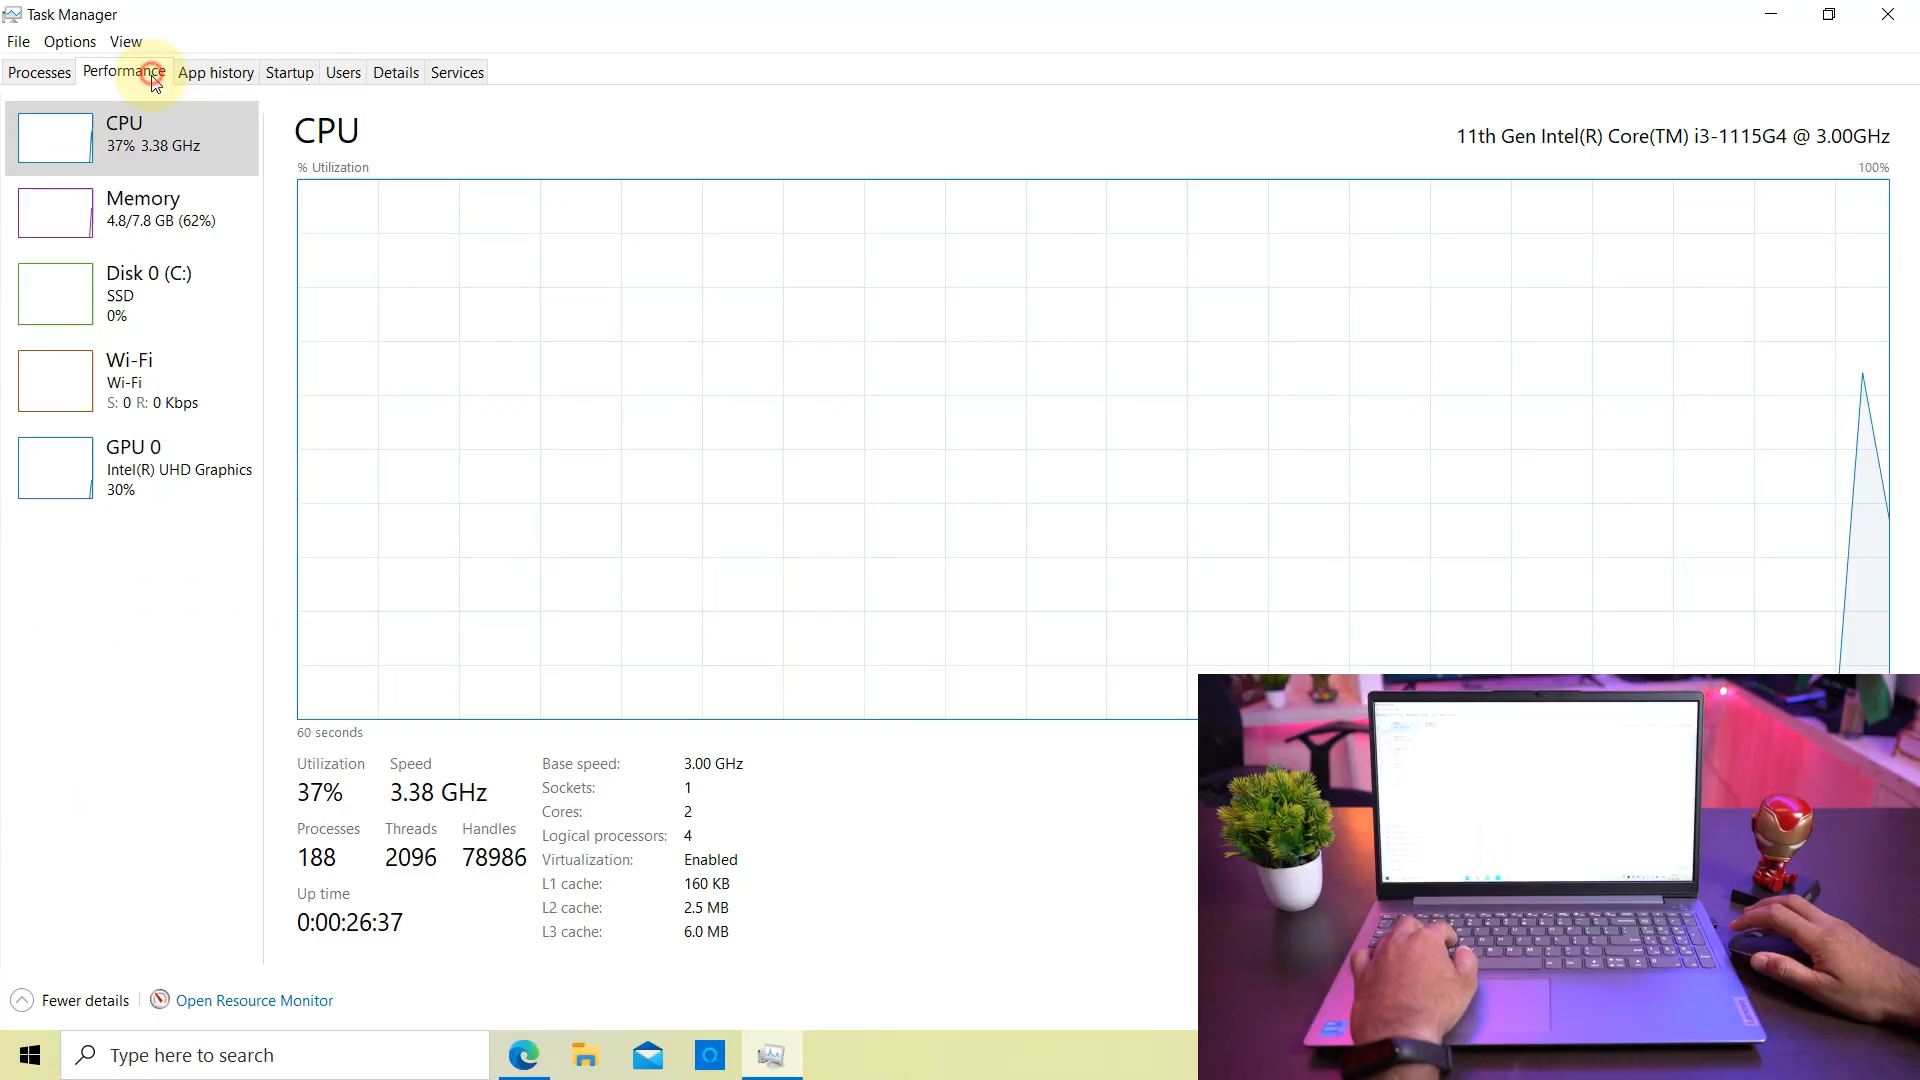 Task Manager
File Options View
Processes Performance App history Startup Users Details Services
CPU
37% 3.38 GHz
Memory
4.8/7.8 GB (62%)
Disk 0 (C:)
SSD
0%
Wi-Fi
Wi-Fi
S: 0 R: 0 Kbps
GPU 0
Intel(R) UHD Graphics
30%
CPU
11th Gen Intel(R) Core(TM) i3-1115G4 @ 3.00GHz
% Utilization
100%
60 seconds
Utilization Speed
37% 3.38 GHz
Processes Threads Handles
188 2096 78986
Up time
0:00:26:37
Base speed: 3.00 GHz
Sockets: 1
Cores: 2
Logical processors: 4
Virtualization: Enabled
L1 cache: 160 KB
L2 cache: 2.5 MB
L3 cache: 6.0 MB
Fewer details
Open Resource Monitor
Type here to search